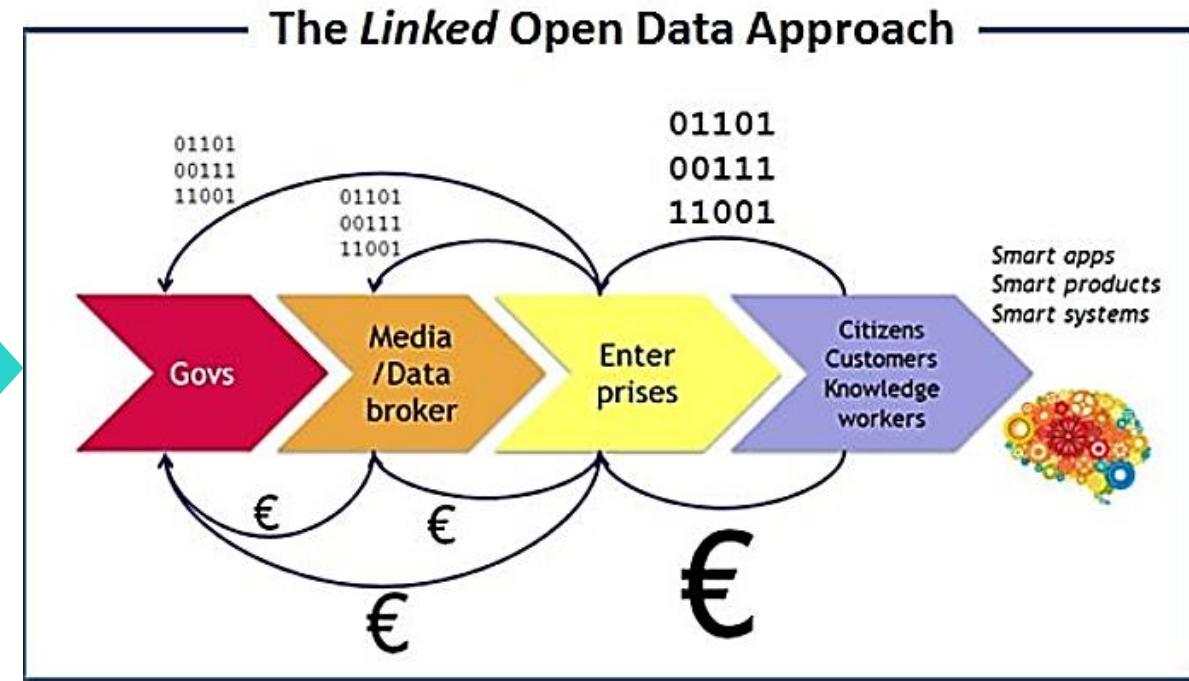 The Linked Open Data Approach
01101
00111
11001
01101
00111
11001
01101
00111
11001
Smart apps
Smart products
Smart systems
Govs
Media
/Data
broker
Enter
prises
Citizens
Customers
Knowledge
workers
€
€
€
€